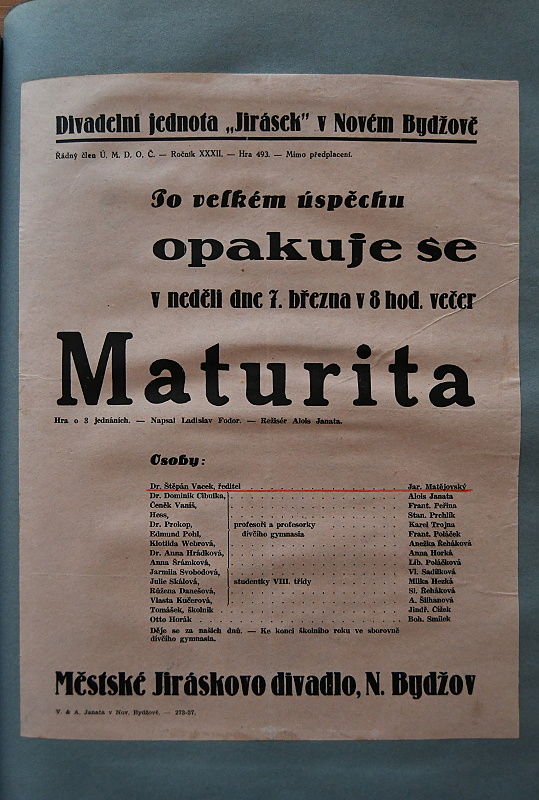 Divadelní jednota „Jirásek” v Novém Bydžově
Řádný člen Ú. M. D. O. Č. — Ročník XXXII. — Hra 493. — Mimo předplacení.
Po velkém úspěchu
opakuje se
v neděli dne 7. března v 8 hod. večer
Maturita
Hra o 3 jednáních. — Napsal Ladislav Fodor. — Režisér Alois Janata.
Osoby:
Dr. Štěpán Vacek, ředitel Jar. Matějovský
Dr. Dominik Cibulka, Alois Janata
Čeněk Vaniš, Frant. Peřina
Hess, Stan. Prchlík
Dr. Prokop, profesoři a profesorky Karel Trojna
Edmund Pohl, dívčího gymnasia Frant. Poláček
Klotilda Webrová, Anežka Řeháková
Dr. Anna Hrádková, Anna Horká
Anna Šrámková, Lib. Poláčková
Jarmila Svobodová, Vl. Sadílková
Julie Skálová, studentky VIII. třídy Milka Hezká
Růžena Danešová, Sl. Řeháková
Vlasta Kučerová, A. Šilhanová
Tomášek, školník Jindř. Čížek
Otto Horák Boh. Smílek
Děje se za našich dnů. — Ke konci školního roku ve sborovně
dívčího gymnasia.
Městské Jiráskovo divadlo, N. Bydžov
V. & A. Janata v Nov. Bydžově. — 273-37.